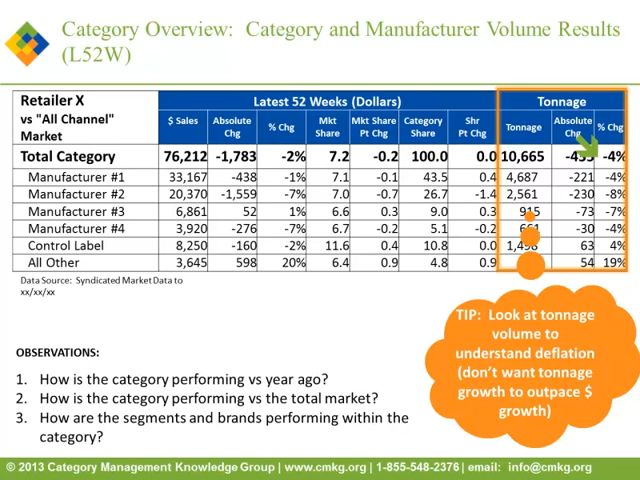 Category Overview:  Category and Manufacturer Volume Results
(L52W)
Retailer X
vs "All Channel"
Market
Latest 52 Weeks (Dollars)
Tonnage
$ Sales
Absolute Chg
% Chg
Mkt Share
Mkt Share Pt Chg
Category Share
Shr Pt Chg
Tonnage
Absolute Chg
% Chg
Total Category 76,212 -1,783 -2% 7.2 -0.2 100.0 0.0 10,665 -4%
Manufacturer #1 33,167 -438 -1% 7.1 -0.1 43.5 0.4 4,687 -221 -4%
Manufacturer #2 20,370 -1,559 -7% 7.0 -0.7 26.7 -1.4 2,561 -230 -8%
Manufacturer #3 6,861 52 1% 6.6 0.3 9.0 0.3 915 -73 -7%
Manufacturer #4 3,920 -276 -7% 6.7 -0.2 5.1 -0.2 -30 -4%
Control Label 8,250 -160 -2% 11.6 0.4 10.8 0.0 63 4%
All Other 3,645 598 20% 6.4 0.9 4.8 0.9 54 19%
Data Source:  Syndicated Market Data to
xx/xx/xx
TIP:  Look at tonnage
volume to
understand deflation
(don't want tonnage
growth to outpace $
growth)
OBSERVATIONS:
1. How is the category performing vs year ago?
2. How is the category performing vs the total market?
3. How are the segments and brands performing within the
category?
© 2013 Category Management Knowledge Group | www.cmkg.org | 1-855-548-2376 | email:  info@cmkg.org